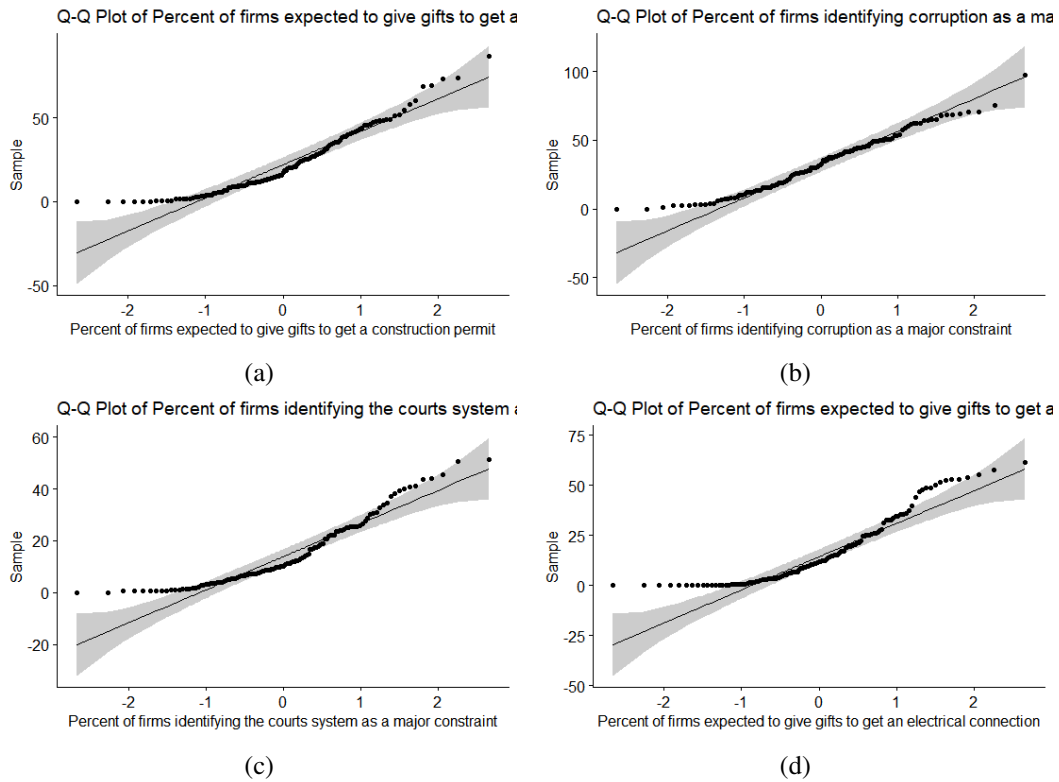 Q-Q Plot of Percent of firms expected to give gifts to get a
Sample
50
0
-50
-2 -1 0 1 2
Percent of firms expected to give gifts to get a construction permit
(a)
Q-Q Plot of Percent of firms identifying corruption as a ma
Sample
100
50
0
-50
-2 -1 0 1 2
Percent of firms identifying corruption as a major constraint
(b)
Q-Q Plot of Percent of firms identifying the courts system a
Sample
60
40
20
0
-20
-2 -1 0 1 2
Percent of firms identifying the courts system as a major constraint
(c)
Q-Q Plot of Percent of firms expected to give gifts to get a
Sample
75
50
25
0
-25
-50
-2 -1 0 1 2
Percent of firms expected to give gifts to get an electrical connection
(d)